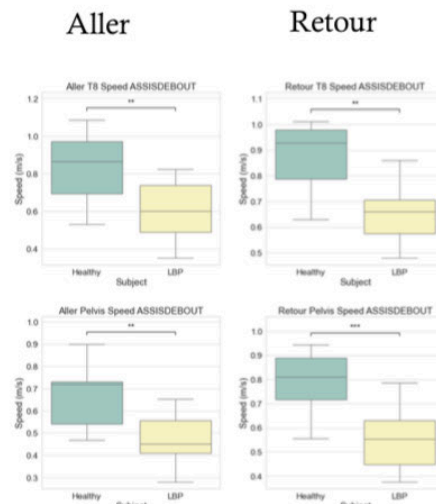 Aller
Retour
Aller T8 Speed ASSISDEBOUT
**
Speed (m/s)
1.2
1.0
0.8
0.6
0.4
Healthy
LBP
Subject
Retour T8 Speed ASSISDEBOUT
**
Speed (m/s)
1.1
1.0
0.9
0.8
0.7
0.6
0.5
Healthy
LBP
Subject
Aller Pelvis Speed ASSISDEBOUT
**
Speed (m/s)
1.0
0.9
0.8
0.7
0.6
0.5
0.4
0.3
Healthy
LBP
Subject
Retour Pelvis Speed ASSISDEBOUT
***
Speed (m/s)
1.0
0.9
0.8
0.7
0.6
0.5
0.4
Healthy
LBP
Subject